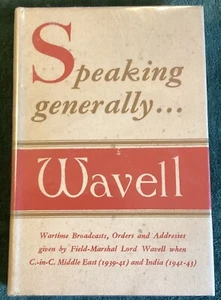 Speaking
generally...
Wavell
Wartime Broadcasts, Orders and Addresses
given by Field-Marshal Lord Wavell when
C.-in-C. Middle East (1939-41) and India (1941-43)